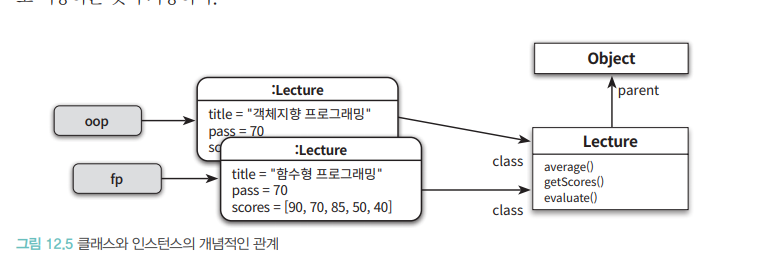 Object
parent
:Lecture
title = "객체지향 프로그래밍"
pass = 70
sc
oop
:Lecture
title = "함수형 프로그래밍"
pass = 70
scores = [90, 70, 85, 50, 40]
fp
class
class
Lecture
average()
getScores()
evaluate()
그림 12.5 클래스와 인스턴스의 개념적인 관계